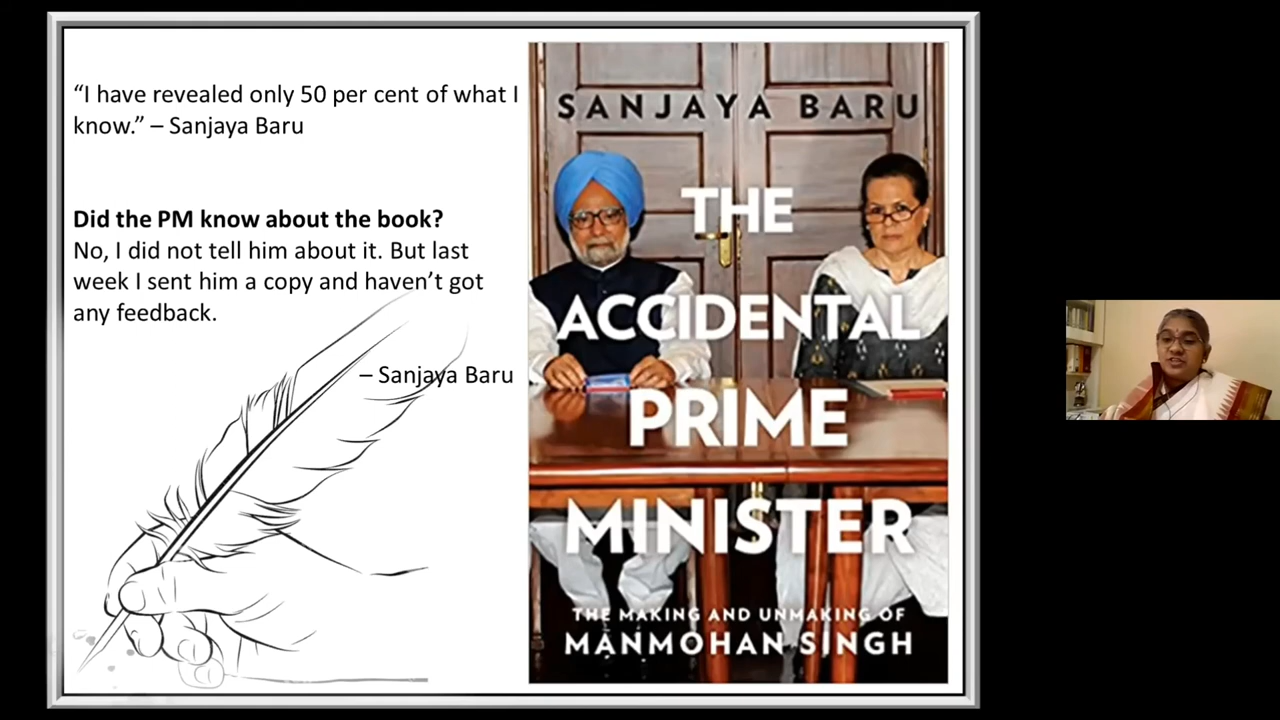 “I have revealed only 50 per cent of what I
know.” – Sanjaya Baru
Did the PM know about the book?
No, I did not tell him about it. But last
week I sent him a copy and haven’t got
any feedback.
– Sanjaya Baru
SANJAYA BARU
THE
ACCIDENTAL
PRIME
MINISTER
THE MAKING AND UNMAKING OF
MANMOHAN SINGH